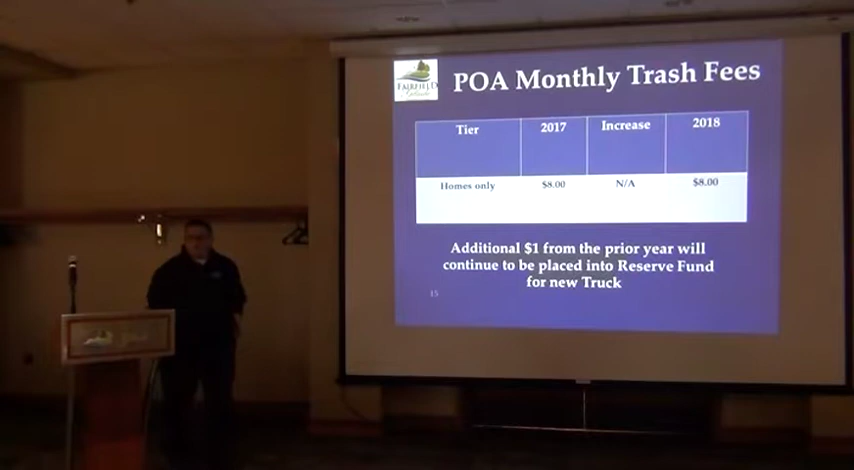 FAIRFIELD
POA Monthly Trash Fees
Tier 2017 Increase 2018
Homes only $8.00 N/A $8.00
Additional $1 from the prior year will
continue to be placed into Reserve Fund
for new Truck
15